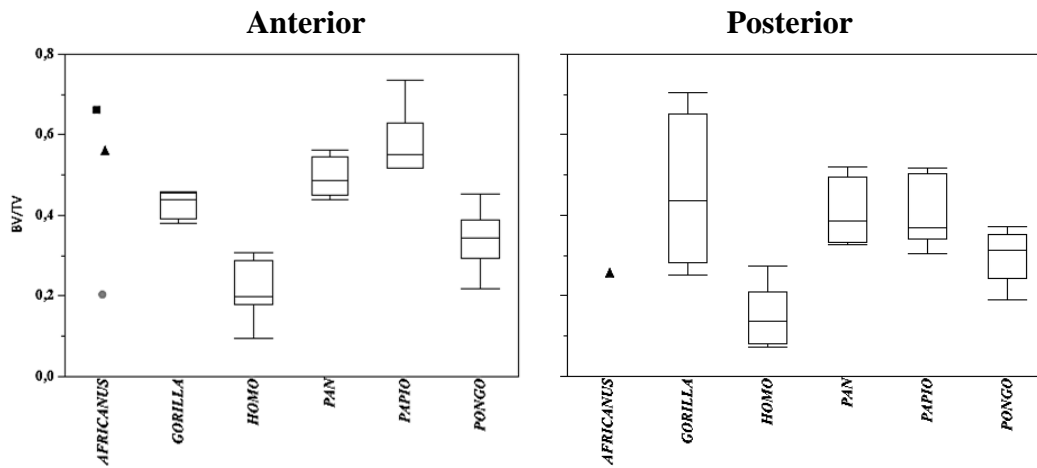 Anterior
Posterior
0,8
0,6
0,4
0,2
0,0
BV/TV
AFRICANUS
GORILLA
HOMO
PAN
PAPIO
PONGO
AFRICANUS
GORILLA
HOMO
PAN
PAPIO
PONGO